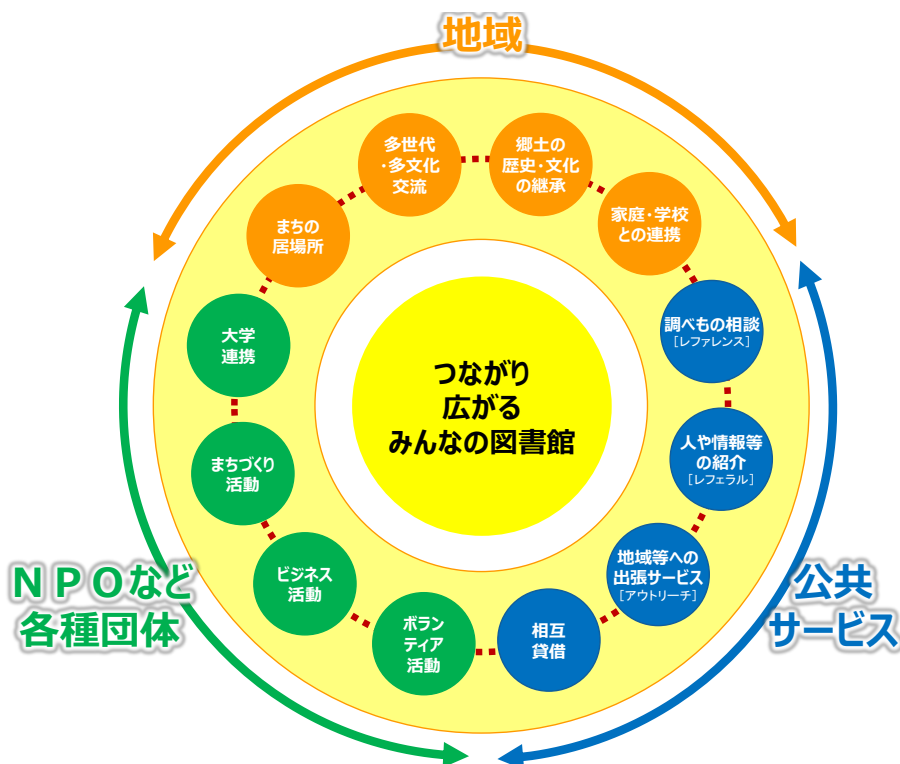 地域
多世代
・多文化
交流
郷土の
歴史・文化
の継承
まちの
居場所
家庭・学校
との連携
大学
連携
調べもの相談
[レファレンス]
つながり
広がる
みんなの図書館
まちづくり
活動
人や情報等
の紹介
[レフェラル]
ビジネス
活動
地域等への
出張サービス
[アウトリーチ]
ボラン
ティア
活動
相互
貸借
ＮＰＯなど
各種団体
公共
サービス